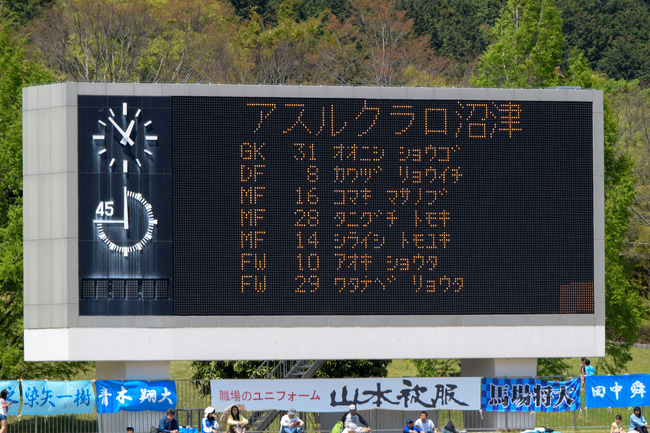 アスルクラロ沼津
GK 31 オオニシ ショウゴ
DF 8 カワヅ リョウイチ
MF 16 コマキ マサノブ
MF 28 タニグチ トモキ
MF 14 シライシ トモユキ
FW 10 アオキ ショウタ
FW 29 ワタナベ リョウタ
45
染矢一樹
青木翔大
職場のユニフォーム 山本被服
馬場将大
田中舜